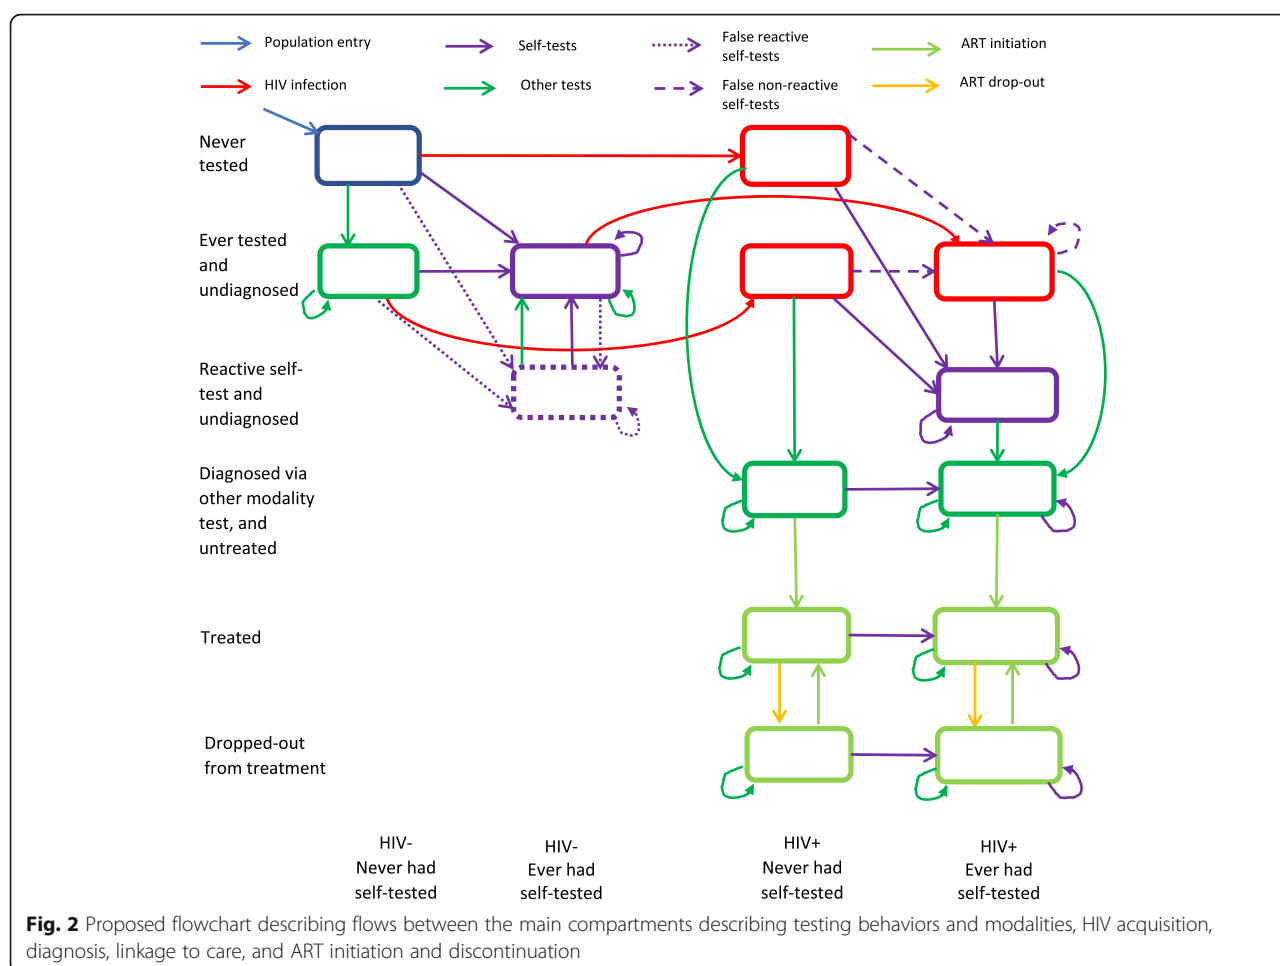 Population entry
Self-tests
False reactive
self-tests
ART initiation
HIV infection
Other tests
False non-reactive
self-tests
ART drop-out
Never
tested
Ever tested
and
undiagnosed
Reactive self-
test and
undiagnosed
Diagnosed via
other modality
test, and
untreated
Treated
Dropped-out
from treatment
HIV-
Never had
self-tested
HIV-
Ever had
self-tested
HIV+
Never had
self-tested
HIV+
Ever had
self-tested
Fig. 2 Proposed flowchart describing flows between the main compartments describing testing behaviors and modalities, HIV acquisition,
diagnosis, linkage to care, and ART initiation and discontinuation